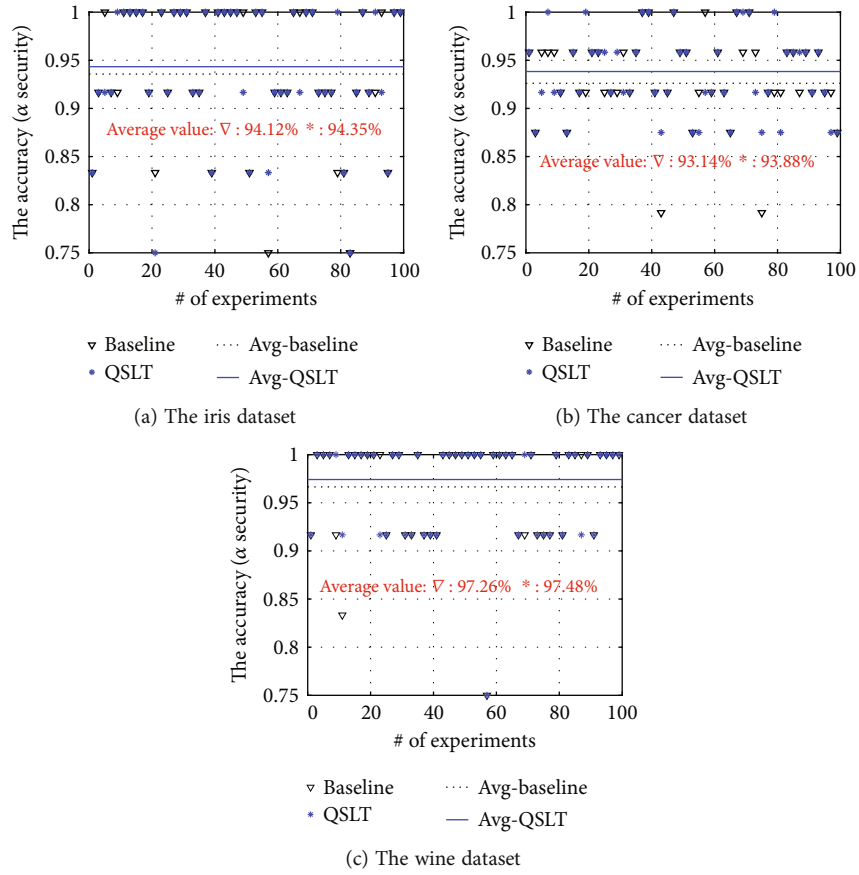 1
0.95
0.9
0.85
0.8
0.75
The accuracy (α security)
Average value: ∇ : 94.12% * : 94.35%
0 20 40 60 80 100
# of experiments
▿ Baseline
* QSLT
Avg-baseline
Avg-QSLT
(a) The iris dataset
1
0.95
0.9
0.85
0.8
0.75
The accuracy (α security)
Average value: ∇ : 93.14% * : 93.88%
0 20 40 60 80 100
# of experiments
▿ Baseline
* QSLT
Avg-baseline
Avg-QSLT
(b) The cancer dataset
1
0.95
0.9
0.85
0.8
0.75
The accuracy (α security)
Average value: ∇ : 97.26% * : 97.48%
0 20 40 60 80 100
# of experiments
▿ Baseline
* QSLT
Avg-baseline
Avg-QSLT
(c) The wine dataset